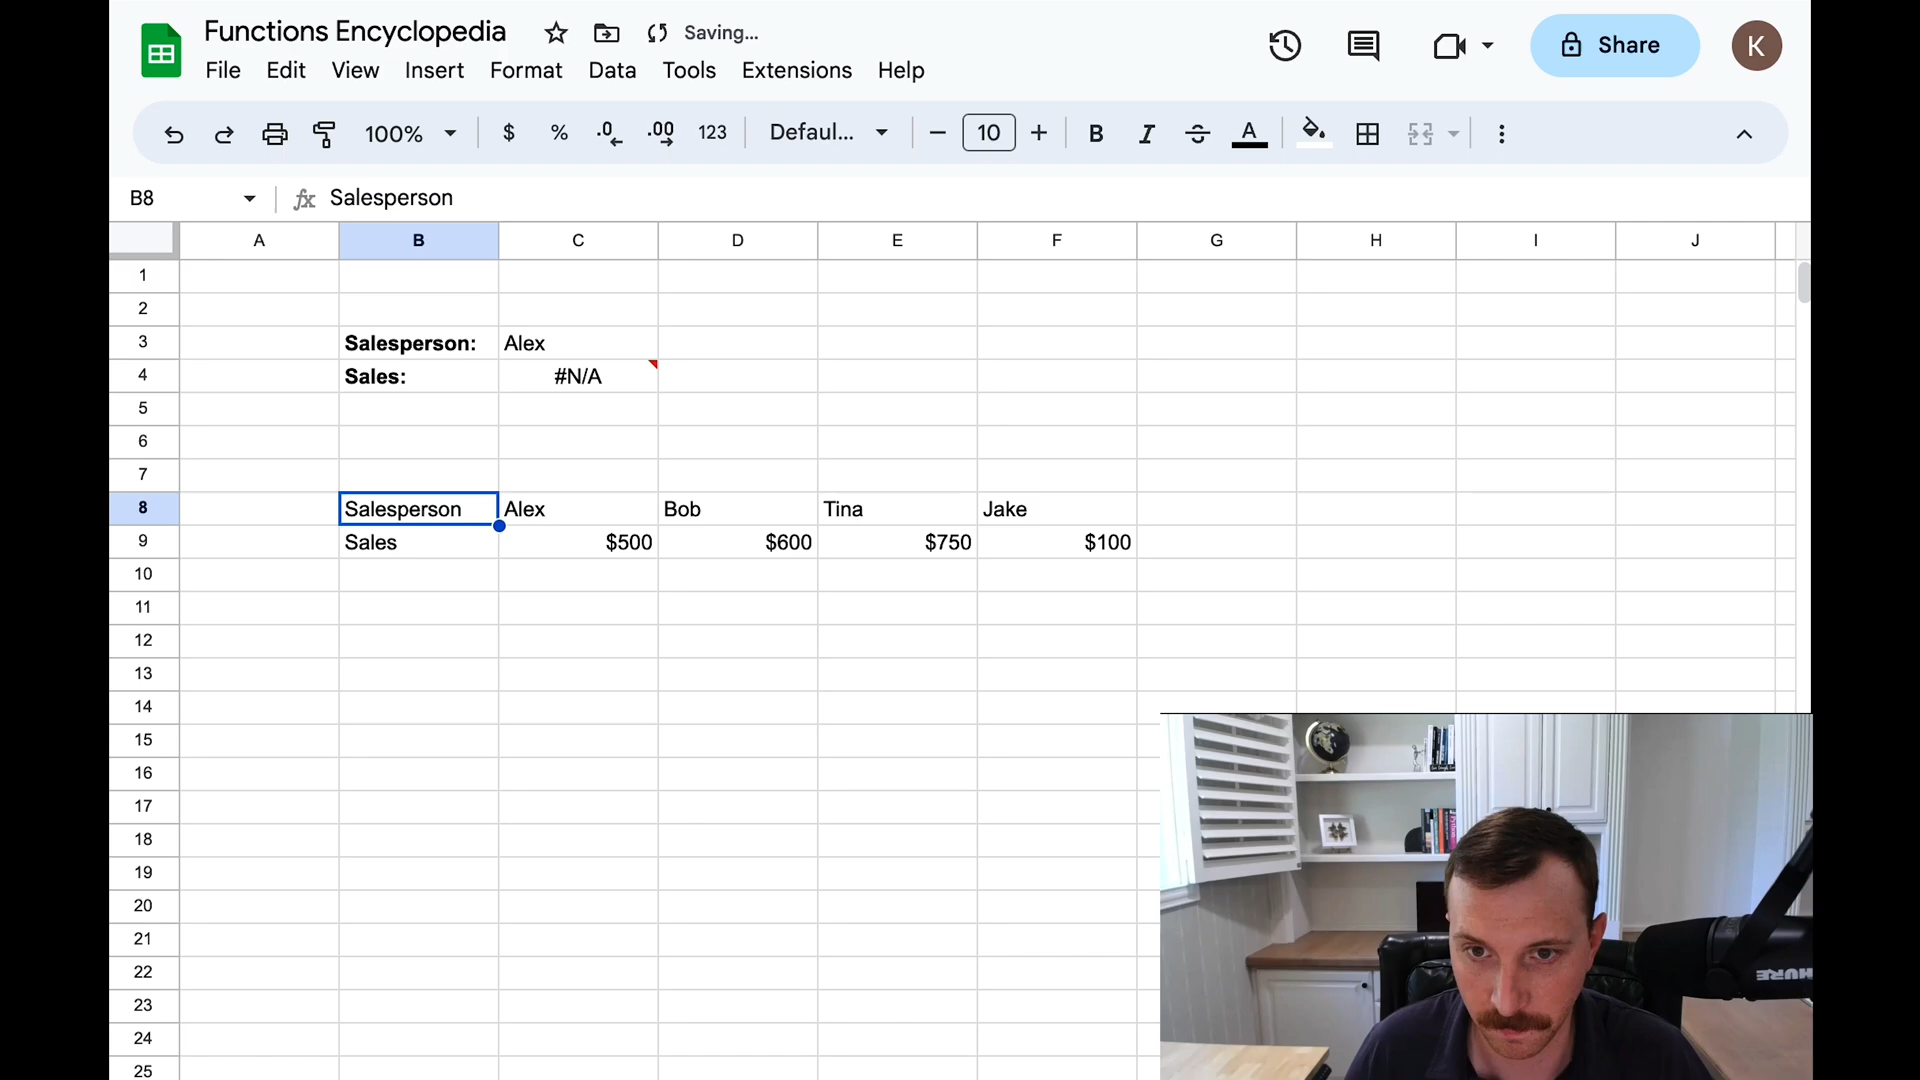 Functions Encyclopedia Saving...
File Edit View Insert Format Data Tools Extensions Help
Share
K
100% $ % .0 .00 123 Defaul... 10 B I A
B8 fx Salesperson
A B C D E F G H I J
1
2
3 Salesperson: Alex
4 Sales: #N/A
5
6
7
8 Salesperson Alex Bob Tina Jake
9 Sales $500 $600 $750 $100
10
11
12
13
14
15
16
17
18
19
20
21
22
23
24
25
SHURE